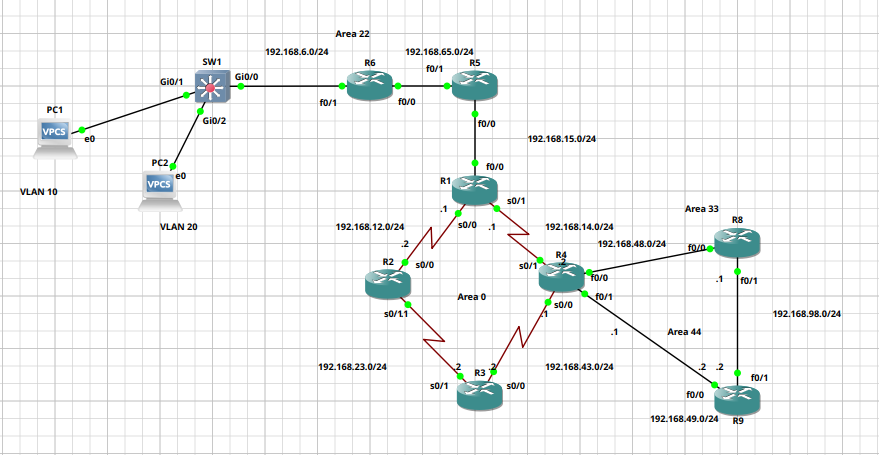 Area 22
192.168.6.0/24
192.168.65.0/24
SW1
R6
R5
Gi0/1
Gi0/0
f0/1
f0/1
f0/0
Gi0/2
PC1
VPCS
e0
f0/0
192.168.15.0/24
PC2
VPCS
e0
f0/0
VLAN 10
R1
VLAN 20
.1
s0/0
s0/1
.1
Area 33
R8
192.168.12.0/24
192.168.14.0/24
192.168.48.0/24
.2
R2
s0/0
s0/1
R4
.2
f0/0
f0/0
.1
f0/1
Area 0
s0/1
.1
s0/0
.1
f0/1
.1
Area 44
192.168.98.0/24
192.168.23.0/24
192.168.43.0/24
.2
R3
.2
s0/1
s0/0
.2
.2
f0/1
f0/0
192.168.49.0/24
R9